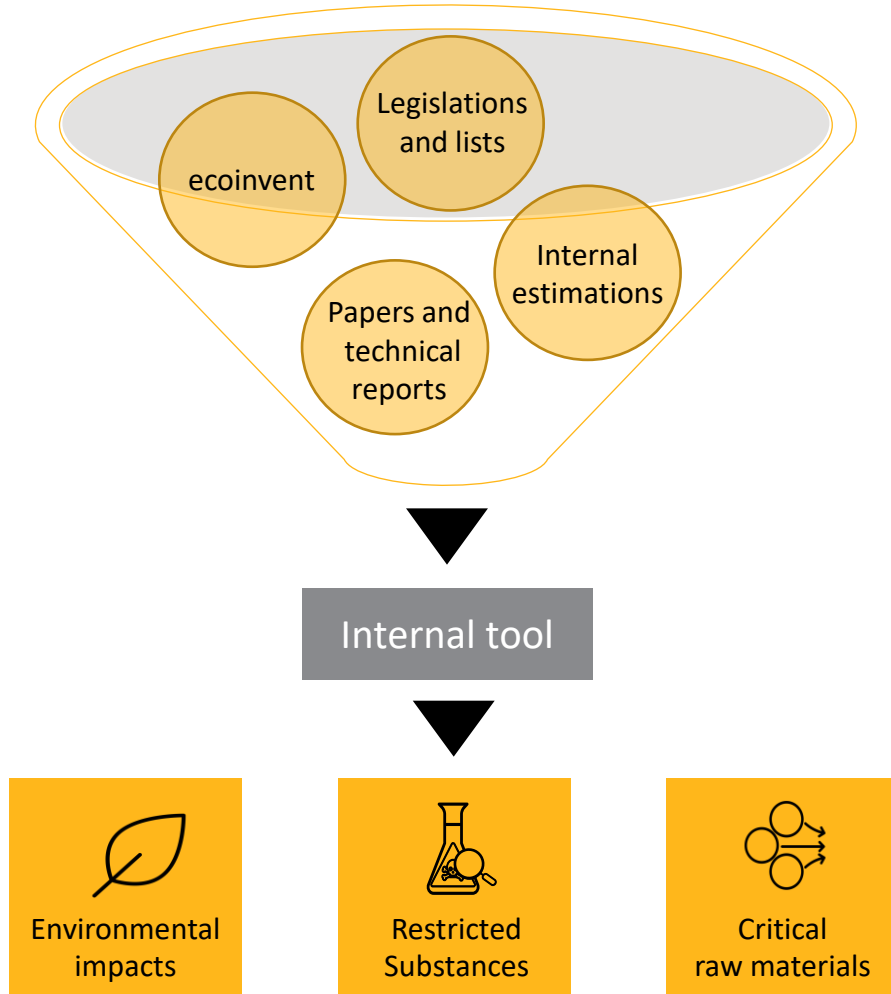 Legislations
and lists
ecoinvent
Internal
estimations
Papers and
technical
reports
Internal tool
Environmental
impacts
Restricted
Substances
Critical
raw materials